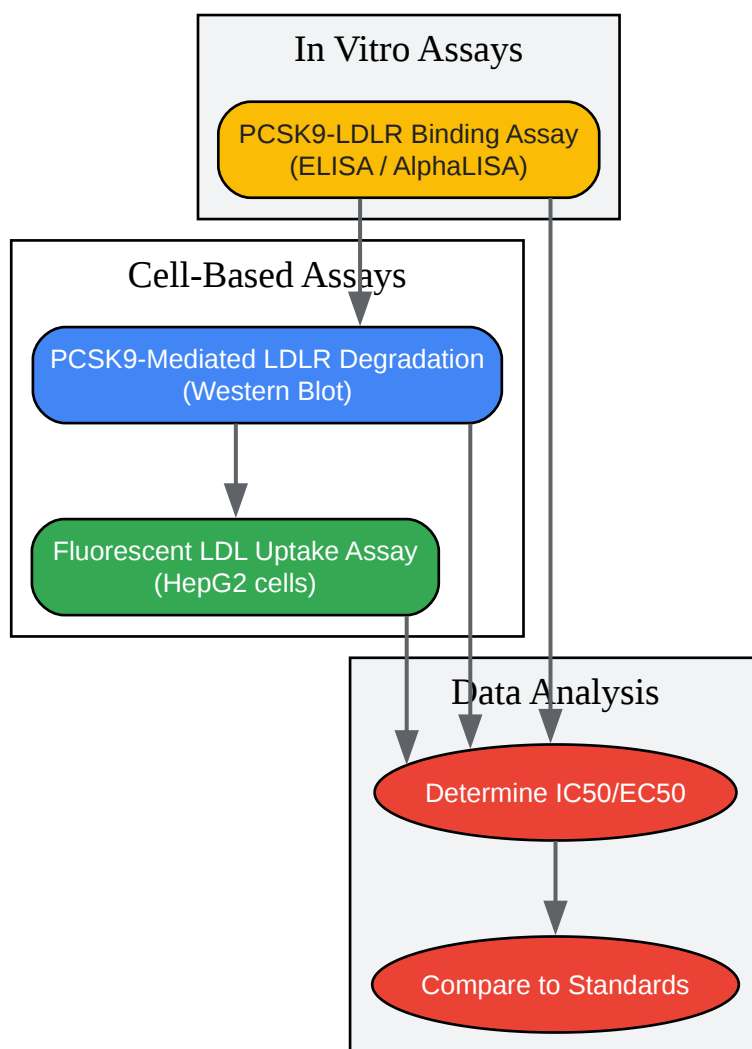 In Vitro Assays
PCSK9-LDLR Binding Assay
(ELISA / AlphaLISA)
Cell-Based Assays
PCSK9-Mediated LDLR Degradation
(Western Blot)
Fluorescent LDL Uptake Assay
(HepG2 cells)
Data Analysis
Determine IC50/EC50
Compare to Standards